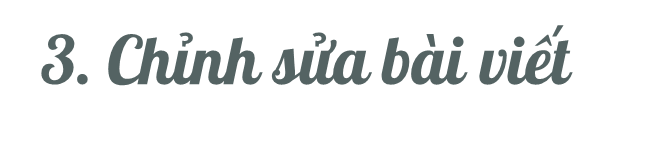 3. Chỉnh sửa bài viết